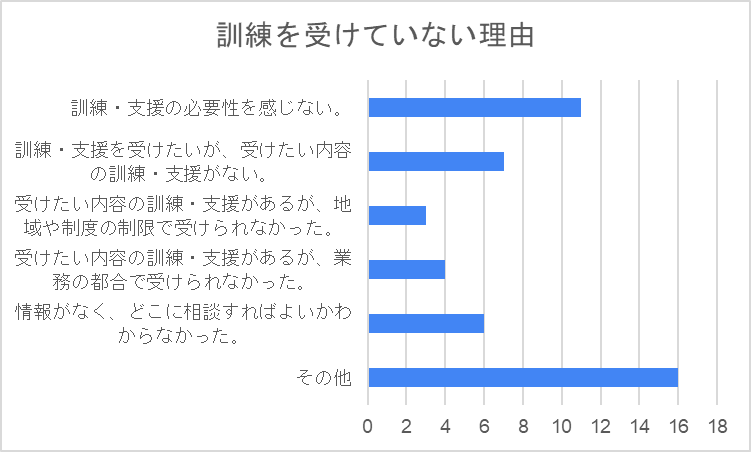 訓練を受けていない理由
訓練・支援の必要性を感じない。
訓練・支援を受けたいが、受けたい内容
の訓練・支援がない。
受けたい内容の訓練・支援があるが、地
域や制度の制限で受けられなかった。
受けたい内容の訓練・支援があるが、業
務の都合で受けられなかった。
情報がなく、どこに相談すればよいかわ
からなかった。
その他
0 2 4 6 8 10 12 14 16 18